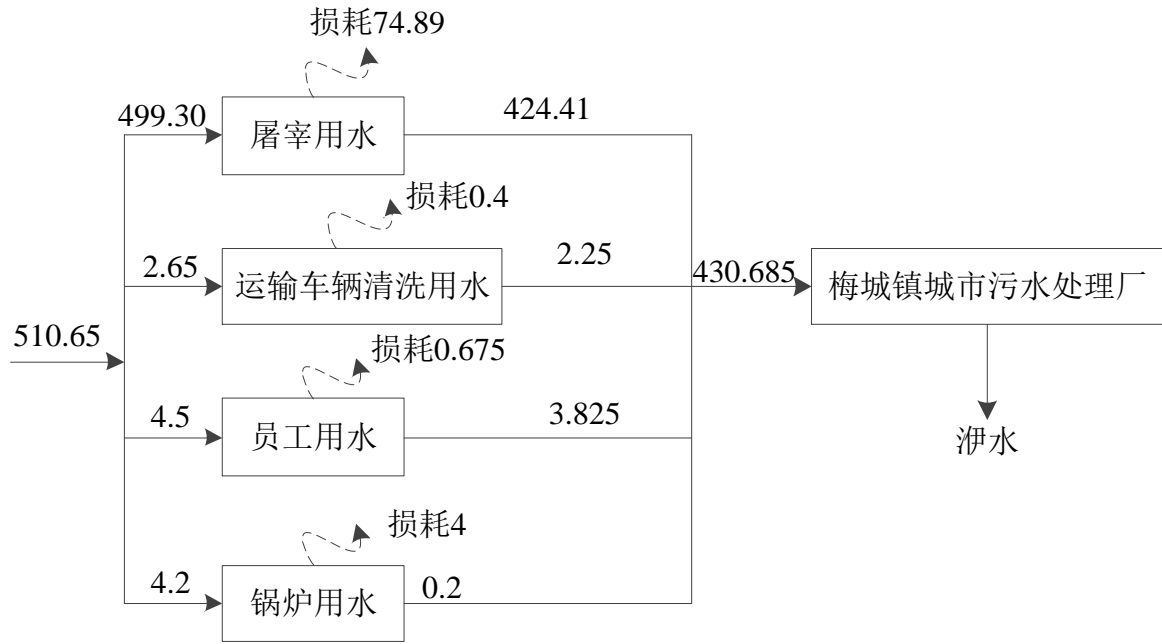 损耗74.89
499.30
屠宰用水
424.41
损耗0.4
2.65
运输车辆清洗用水
2.25
430.685
梅城镇城市污水处理厂
510.65
损耗0.675
4.5
员工用水
3.825
洢水
损耗4
4.2
锅炉用水
0.2